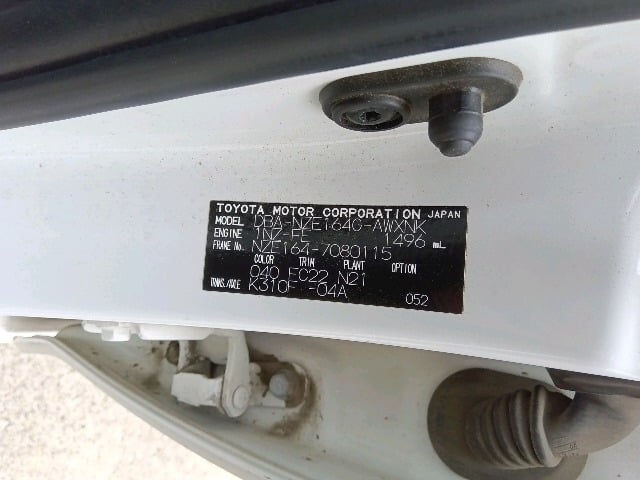 TOYOTA MOTOR CORPORATION JAPAN
MODEL DBA-NZE164G-AWXNK
ENGINE 1NZ-FE 1496 mL
FRAME No. NZE164-7080115
COLOR TRIM PLANT OPTION
040 FC22 N21
TRANS./AXLE K310F -04A
052